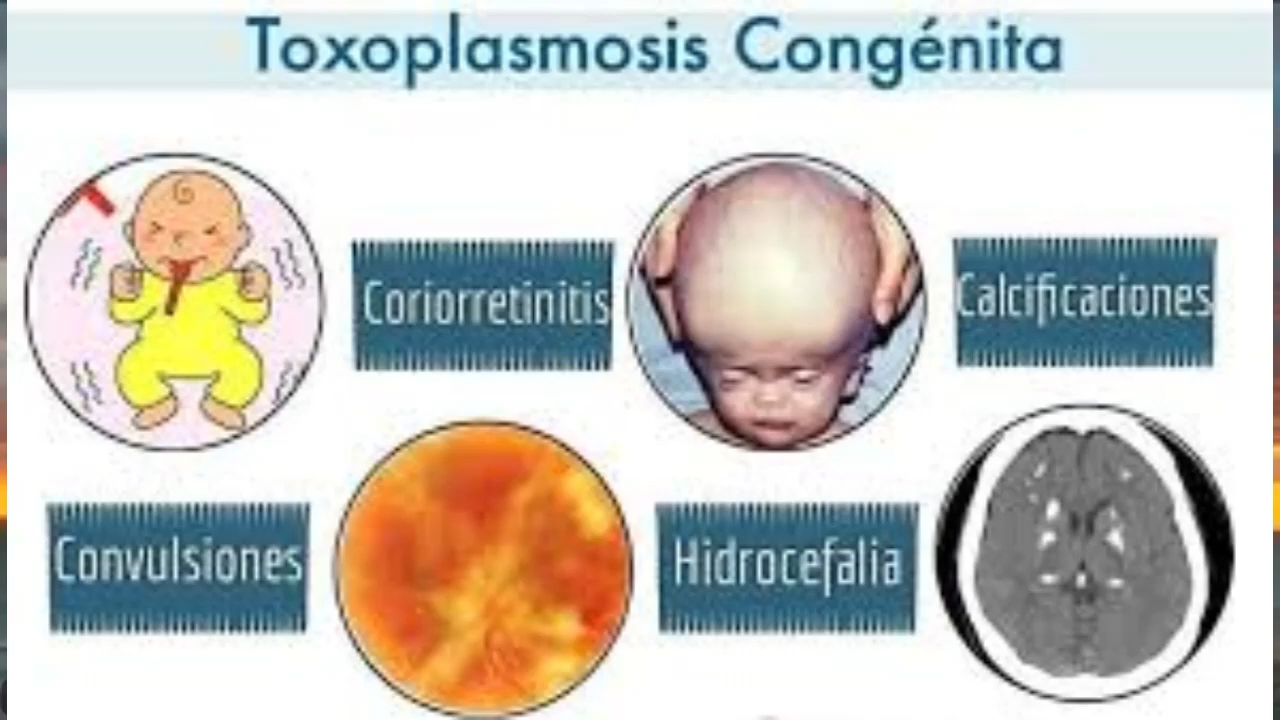 Toxoplasmosis Congénita
Coriorretinitis
Calcificaciones
Convulsiones
Hidrocefalia